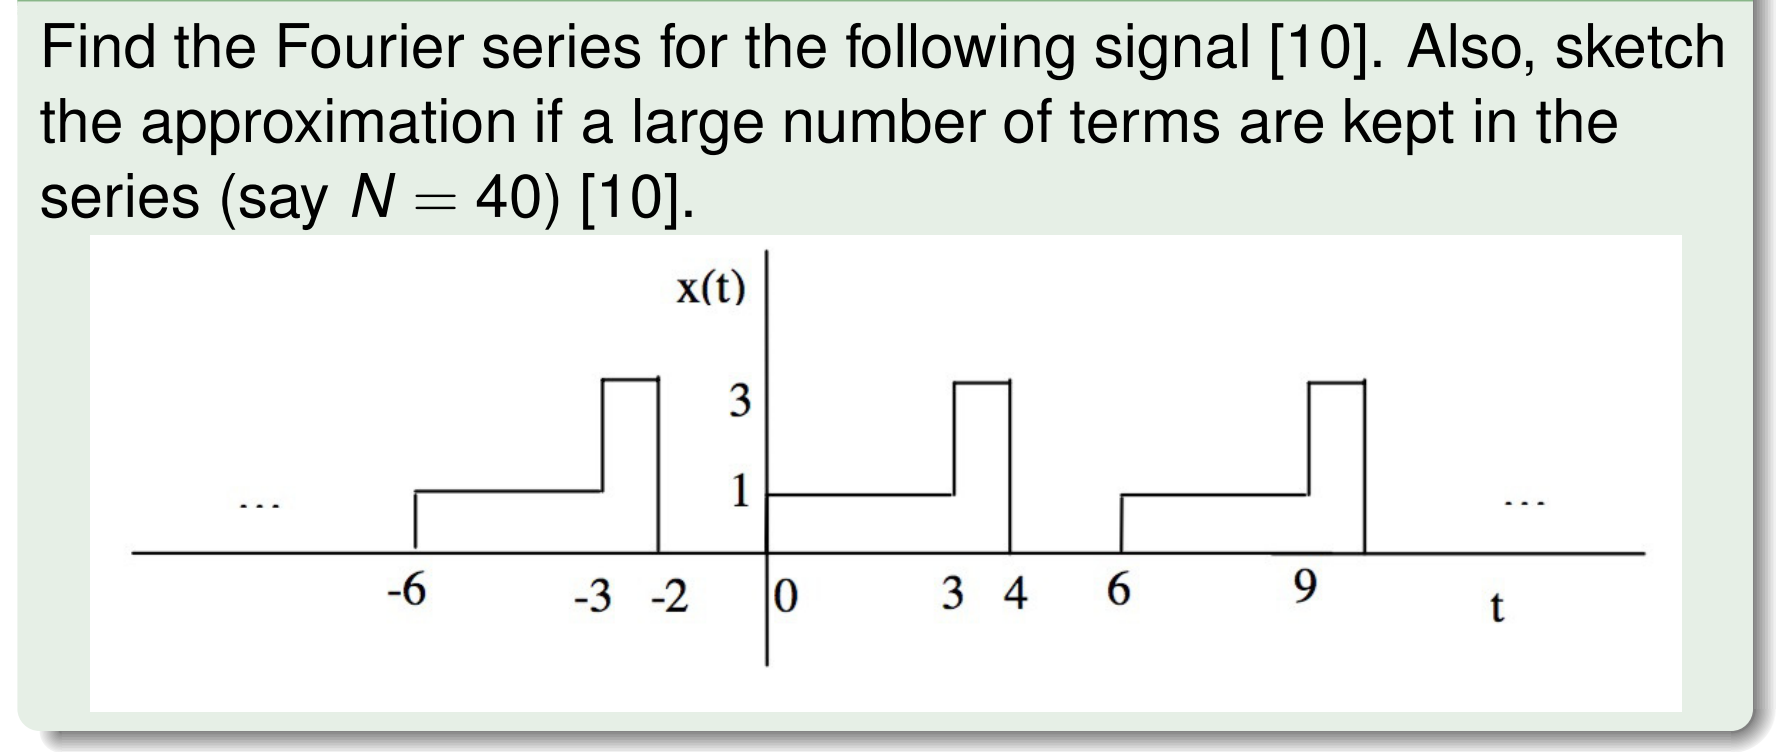 Find the Fourier series for the following signal [10]. Also, sketch
the approximation if a large number of terms are kept in the
series (say N = 40) [10].
x(t)
3
1
... ...
-6 -3 -2 0 3 4 6 9 t